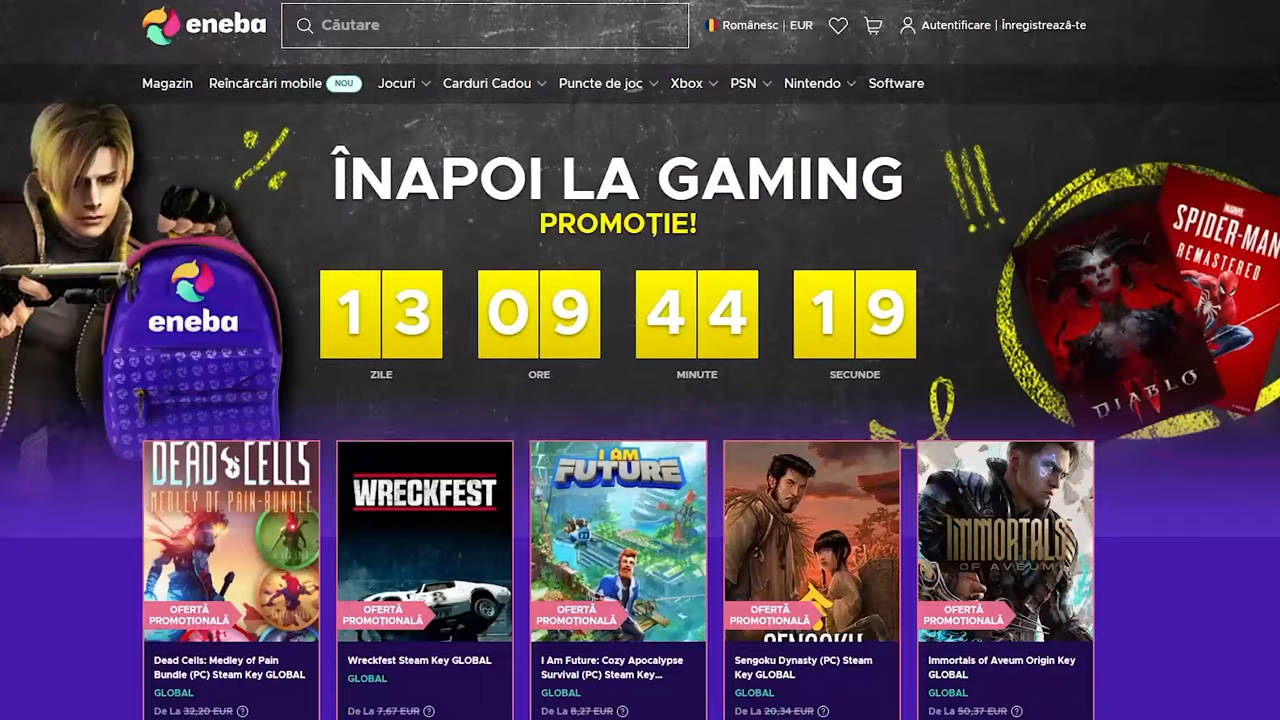 eneba
Căutare
Românesc | EUR
Autentificare | Înregistrează-te
Magazin
Reîncărcări mobile
NOU
Jocuri
Carduri Cadou
Puncte de joc
Xbox
PSN
Nintendo
Software
%
!!!
ÎNAPOI LA GAMING
PROMOȚIE!
13
09
44
19
ZILE
ORE
MINUTE
SECUNDE
eneba
MARVEL
SPIDER-MAN
REMASTERED
DIABLO
IV
DEAD CELLS
MEDLEY OF PAIN-BUNDLE
OFERTĂ
PROMOȚIONALĂ
Dead Cells: Medley of Pain
Bundle (PC) Steam Key GLOBAL
GLOBAL
De La 32,20 EUR
WRECKFEST
OFERTĂ
PROMOȚIONALĂ
Wreckfest Steam Key GLOBAL
GLOBAL
De La 7,67 EUR
I AM
FUTURE
OFERTĂ
PROMOȚIONALĂ
I Am Future: Cozy Apocalypse
Survival (PC) Steam Key...
GLOBAL
De La 8,27 EUR
SENGOKU
OFERTĂ
PROMOȚIONALĂ
Sengoku Dynasty (PC) Steam
Key GLOBAL
GLOBAL
De La 20,34 EUR
IMMORTALS
OF AVEUM
OFERTĂ
PROMOȚIONALĂ
Immortals of Aveum Origin Key
GLOBAL
GLOBAL
De La 50,37 EUR